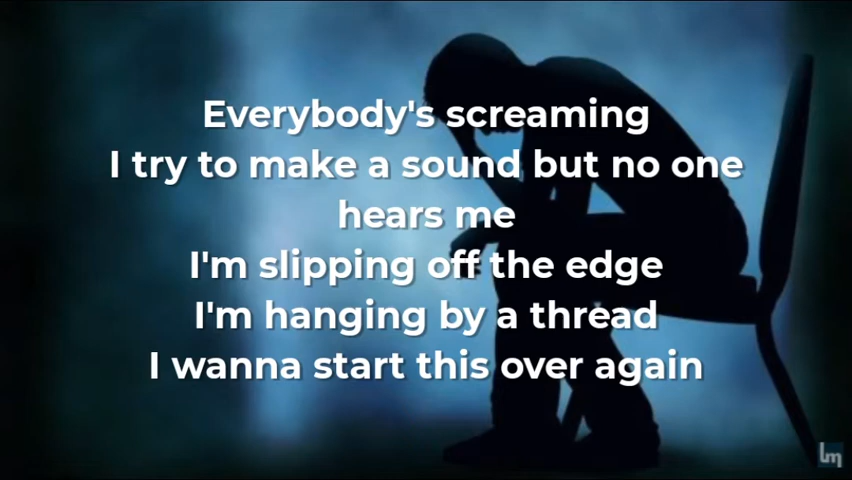 Everybody's screaming
I try to make a sound but no one
hears me
I'm slipping off the edge
I'm hanging by a thread
I wanna start this over again
lm